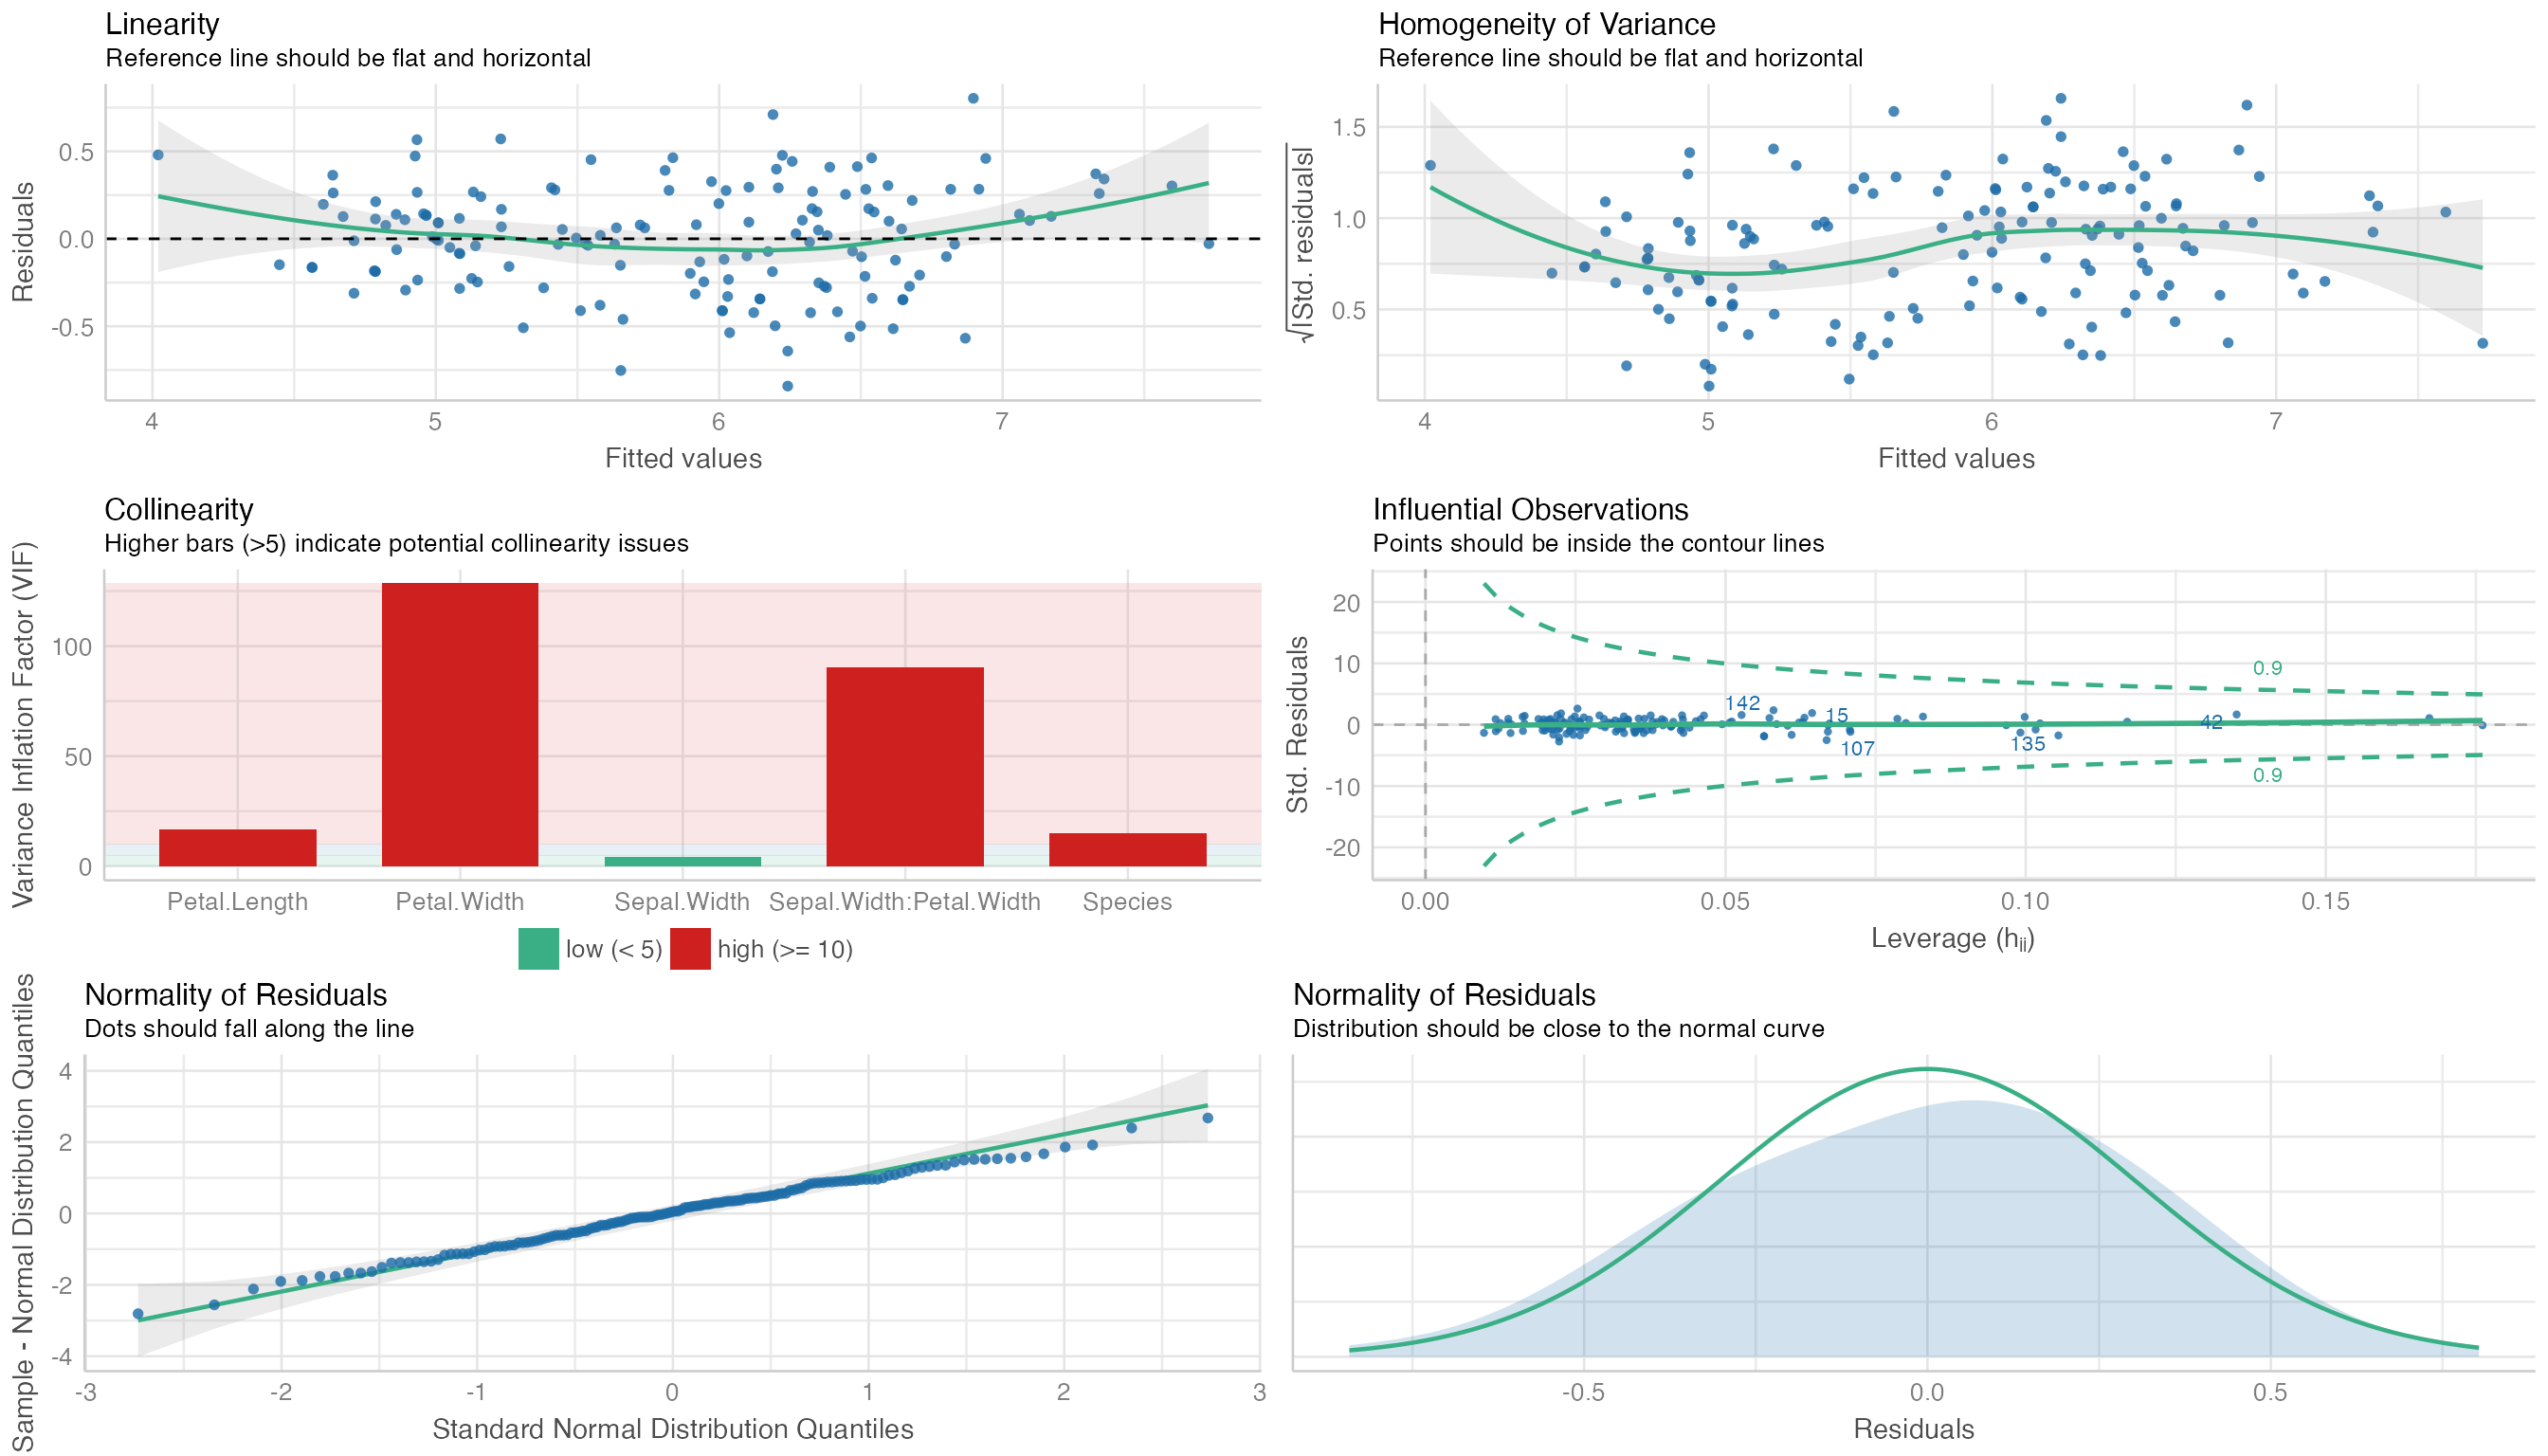 Linearity
Reference line should be flat and horizontal
Residuals
0.5
0.0
-0.5
4 5 6 7
Fitted values
Homogeneity of Variance
Reference line should be flat and horizontal
√|Std. residuals|
1.5
1.0
0.5
4 5 6 7
Fitted values
Collinearity
Higher bars (>5) indicate potential collinearity issues
Variance Inflation Factor (VIF)
100
50
0
Petal.Length Petal.Width Sepal.Width Sepal.Width:Petal.Width Species
low (< 5) high (>= 10)
Influential Observations
Points should be inside the contour lines
Std. Residuals
20
10
0
-10
-20
0.9
142
15
42
107
135
0.9
0.00 0.05 0.10 0.15
Leverage (hii)
Normality of Residuals
Dots should fall along the line
Sample - Normal Distribution Quantiles
4
2
0
-2
-4
-3 -2 -1 0 1 2 3
Standard Normal Distribution Quantiles
Normality of Residuals
Distribution should be close to the normal curve
-0.5 0.0 0.5
Residuals